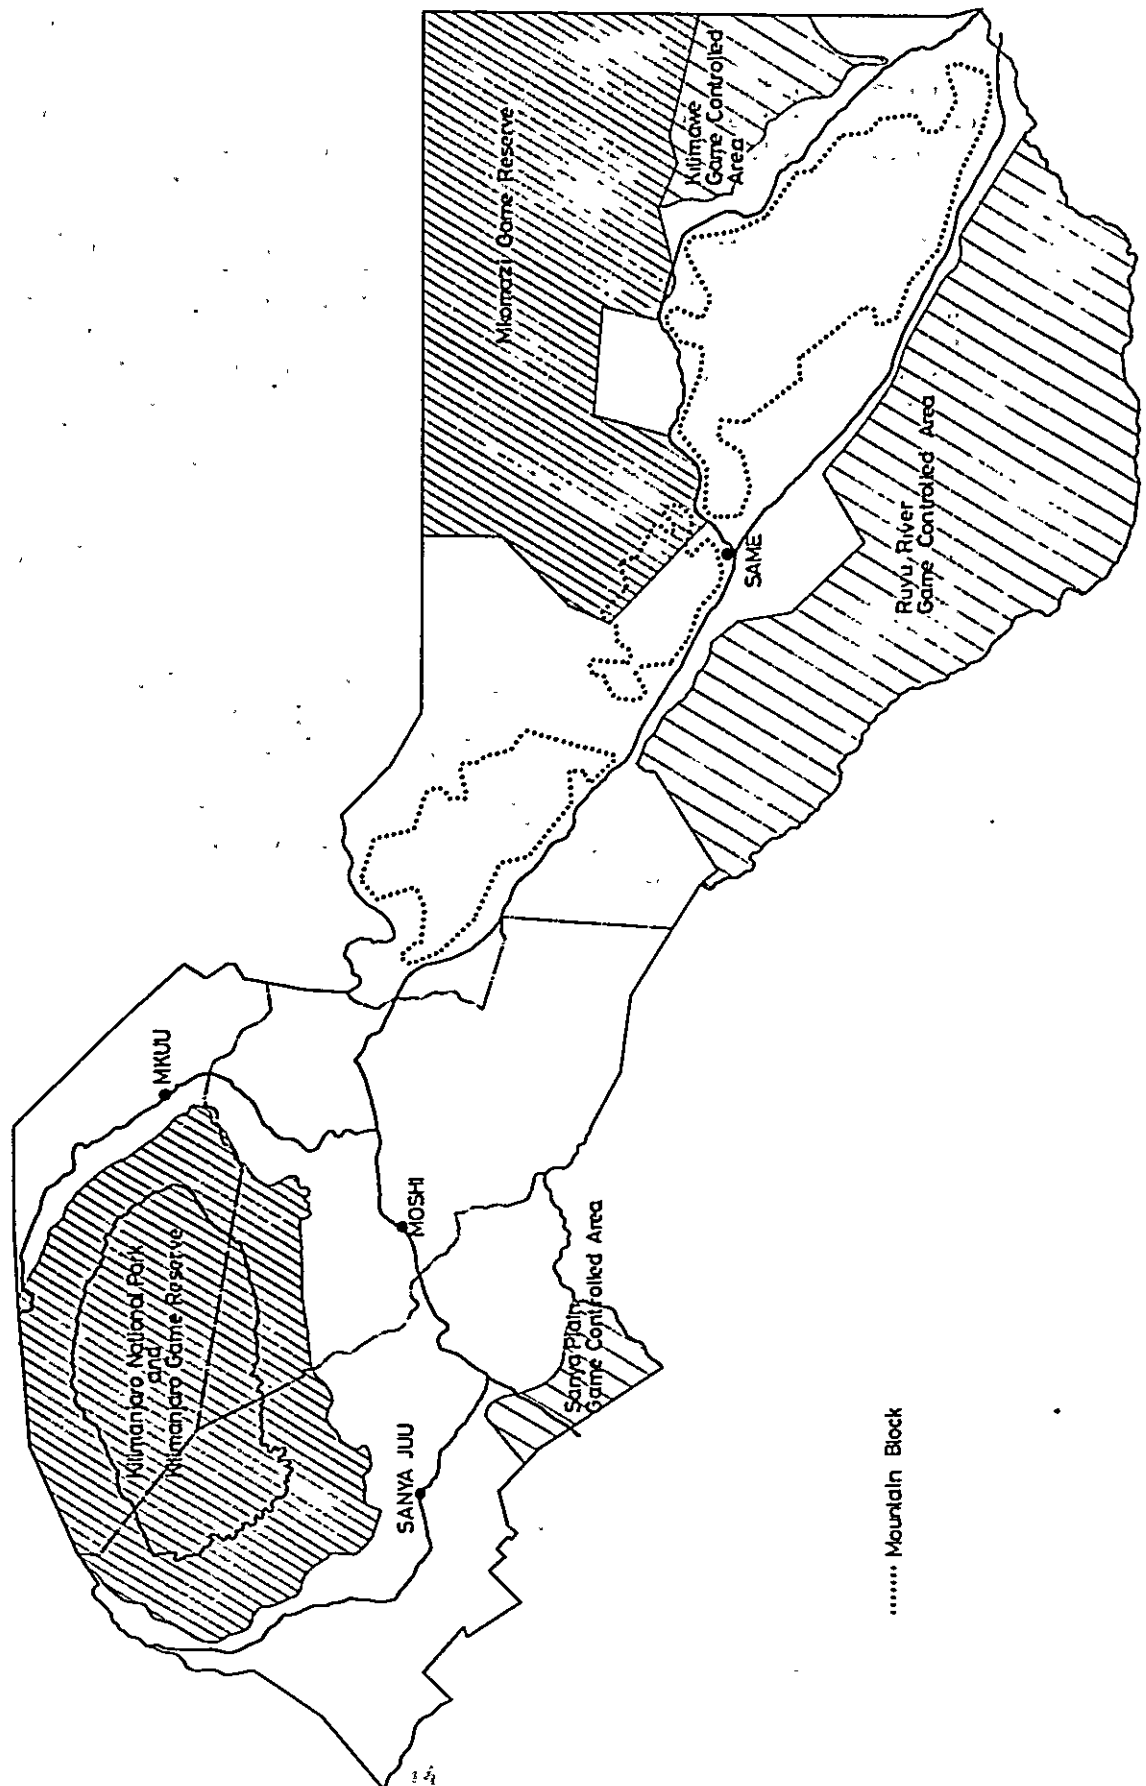 Kilimanjaro National Park
and
Kilimanjaro Game Reserve
MKUU
MOSHI
SANYA JUU
Sanya Plain
Game Controlled Area
Mkomazi Game Reserve
Kilimawe
Game Controlled
Area
SAME
Ruyu River
Game Controlled Area
Mountain Block